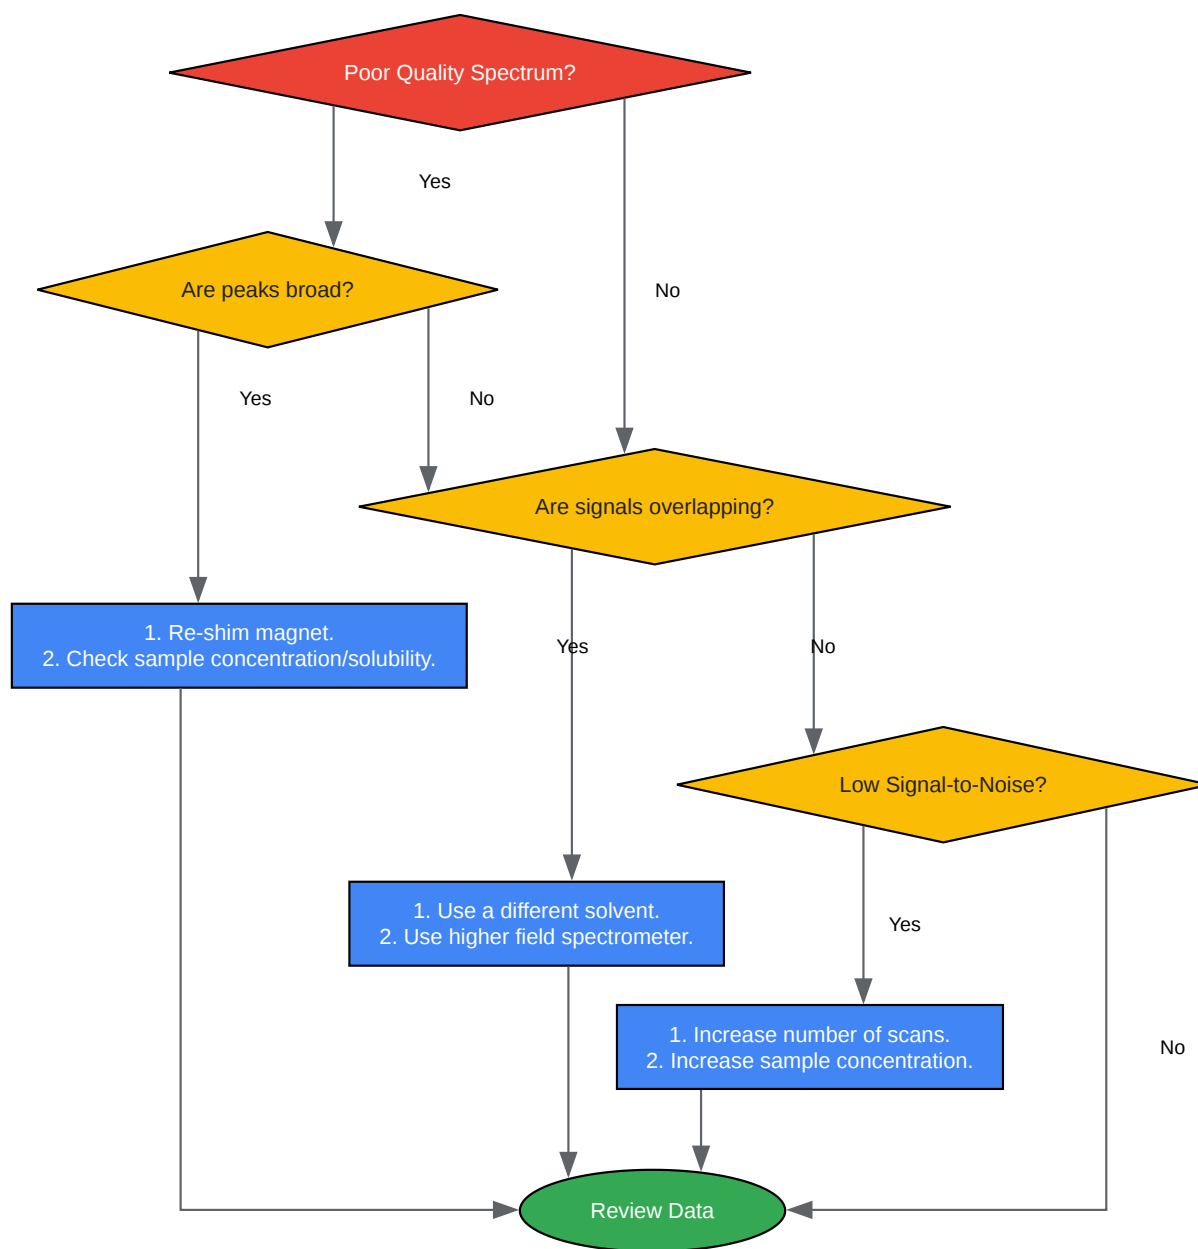 Poor Quality Spectrum?
Yes
Are peaks broad?
No
Yes
No
Are signals overlapping?
1. Re-shim magnet.
2. Check sample concentration/solubility.
Yes
No
Low Signal-to-Noise?
1. Use a different solvent.
2. Use higher field spectrometer.
Yes
1. Increase number of scans.
2. Increase sample concentration.
No
Review Data